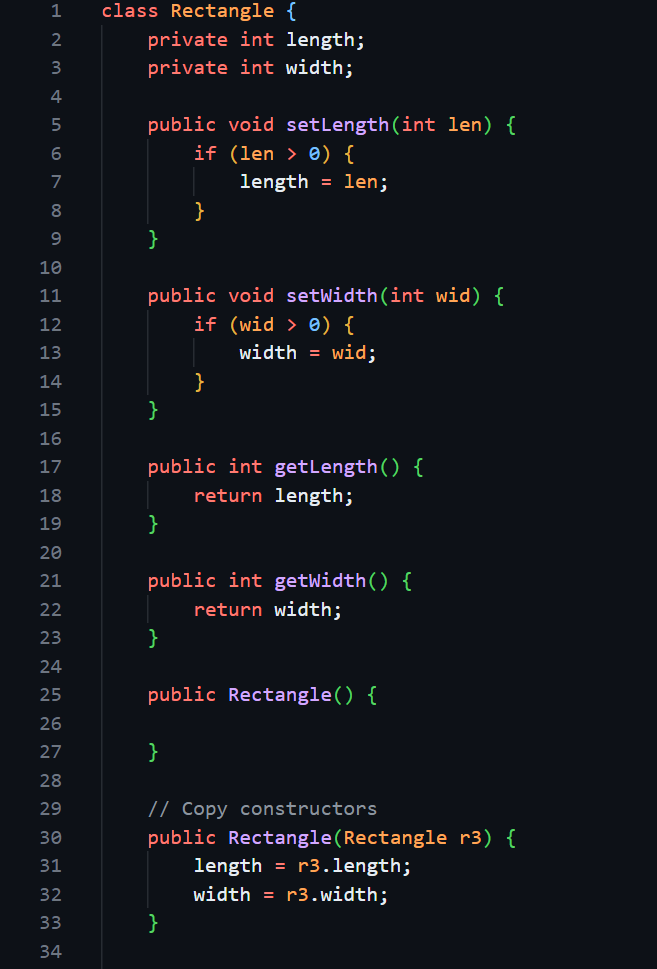 1 class Rectangle {
2     private int length;
3     private int width;
4
5     public void setLength(int len) {
6         if (len > 0) {
7             length = len;
8         }
9     }
10
11     public void setWidth(int wid) {
12         if (wid > 0) {
13             width = wid;
14         }
15     }
16
17     public int getLength() {
18         return length;
19     }
20
21     public int getWidth() {
22         return width;
23     }
24
25     public Rectangle() {
26
27     }
28
29     // Copy constructors
30     public Rectangle(Rectangle r3) {
31         length = r3.length;
32         width = r3.width;
33     }
34